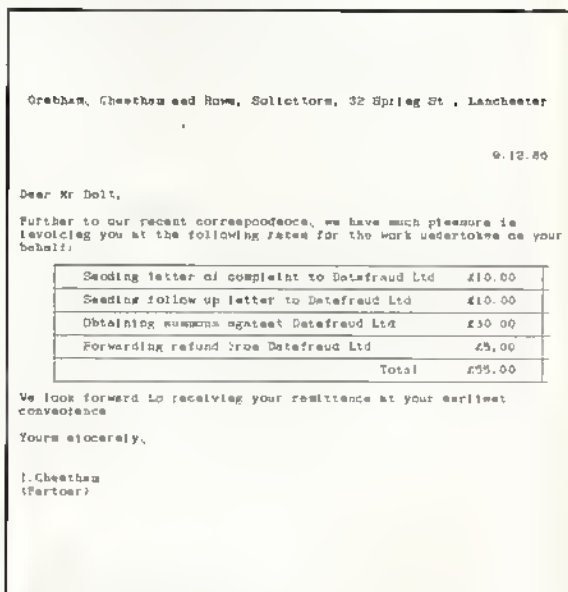 Grabham, Cheetham and Rowe, Solicitors, 32 Spring St , Lanchester
9.12.86
Dear Mr Dolt,
Further to our recent correspondence, we have much pleasure in
invoicing you at the following rates for the work undertaken on your
behalf:
Sending letter of complaint to Datafraud Ltd £10.00
Sending follow up letter to Datafraud Ltd £10.00
Obtaining summons against Datafraud Ltd £30 00
Forwarding refund from Datafraud Ltd £5,00
Total £55.00
We look forward to receiving your remittance at your earliest
convenience
Yours sincerely,
I.Cheetham
(Partner)